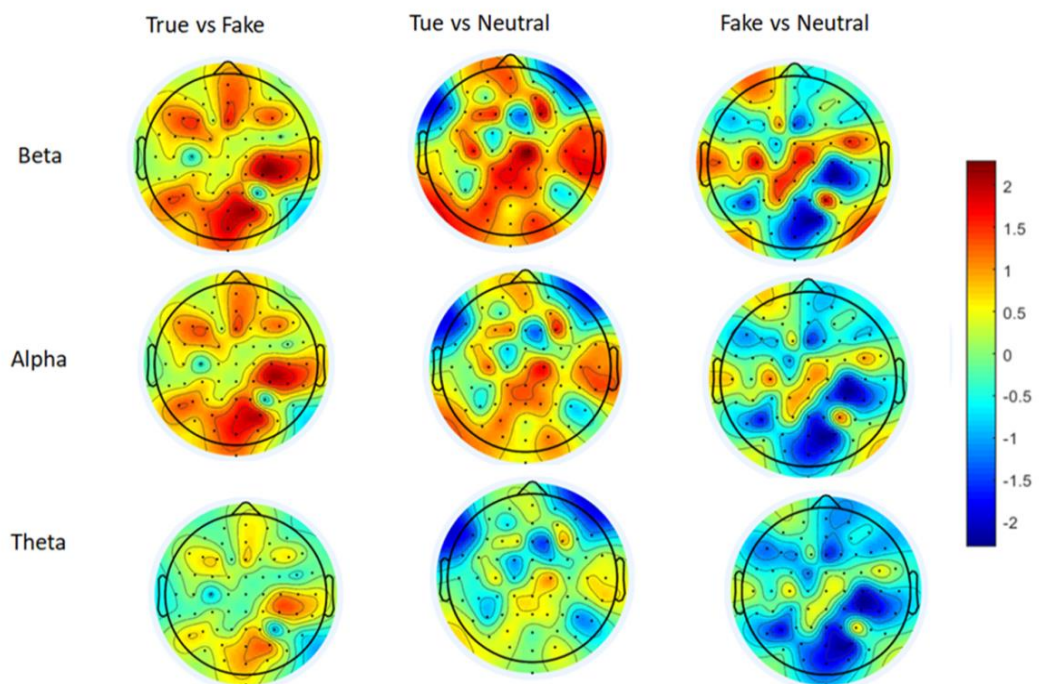 True vs Fake
Tue vs Neutral
Fake vs Neutral
Beta
Alpha
Theta
2
1.5
1
0.5
0
-0.5
-1
-1.5
-2